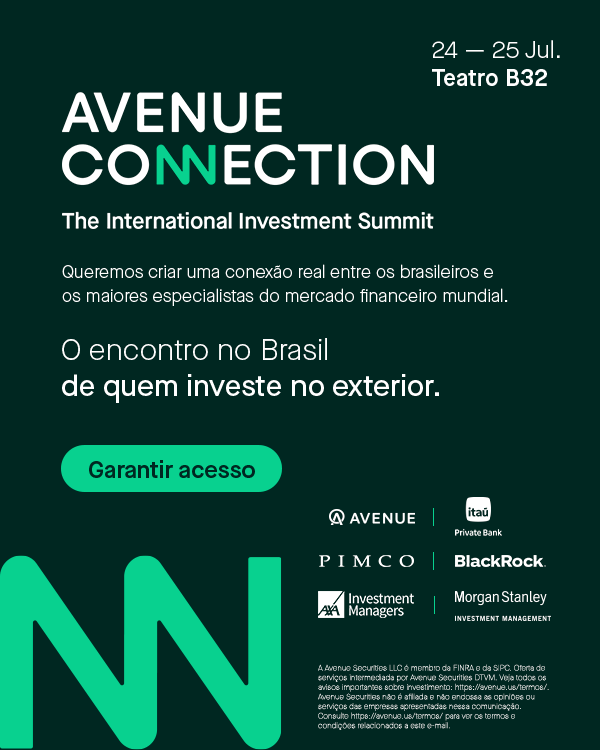 24 — 25 Jul.
Teatro B32
AVENUE
CONNECTION
The International Investment Summit
Queremos criar uma conexão real entre os brasileiros e
os maiores especialistas do mercado financeiro mundial.
O encontro no Brasil
de quem investe no exterior.
Garantir acesso
AVENUE
itaú
Private Bank
PIMCO
BlackRock.
AXA Investment
Managers
Morgan Stanley
INVESTMENT MANAGEMENT
A Avenue Securities LLC é membro da FINRA e da SIPC. Oferta de
serviços intermediada por Avenue Securities DTVM. Veja todos os
avisos importantes sobre investimento: https://avenue.us/termos/.
Avenue Securities não é afiliada e não endossa as opiniões ou
serviços das empresas apresentadas nessa comunicação.
Consulte https://avenue.us/termos/ para ver os termos e
condições relacionados a este e-mail.